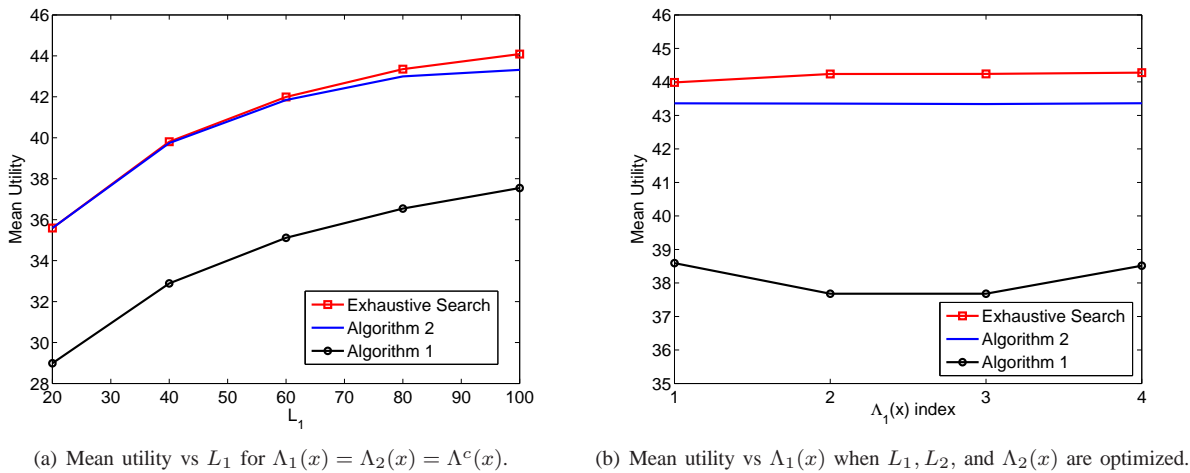 46
44
42
40
38
36
34
32
30
28
Mean Utility
20 30 40 50 60 70 80 90 100
L₁
Exhaustive Search
Algorithm 2
Algorithm 1
(a) Mean utility vs L₁ for Λ₁(x) = Λ₂(x) = Λᶜ(x).
46
45
44
43
42
41
40
39
38
37
36
35
Mean Utility
1 2 3 4
Λ₁(x) index
Exhaustive Search
Algorithm 2
Algorithm 1
(b) Mean utility vs Λ₁(x) when L₁, L₂, and Λ₂(x) are optimized.